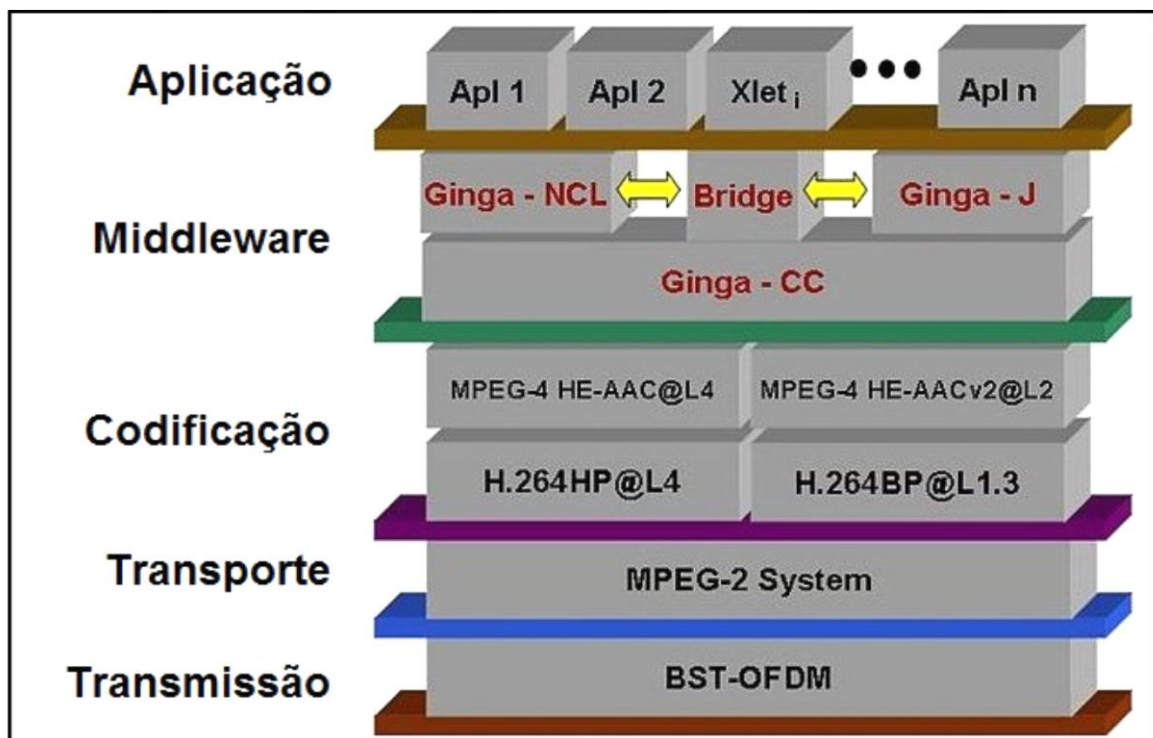 Aplicação
Apl 1 Apl 2 Xlet i Apl n
Middleware
Ginga - NCL Bridge Ginga - J
Ginga - CC
Codificação
MPEG-4 HE-AAC@L4 MPEG-4 HE-AACv2@L2
H.264HP@L4 H.264BP@L1.3
Transporte
MPEG-2 System
Transmissão
BST-OFDM